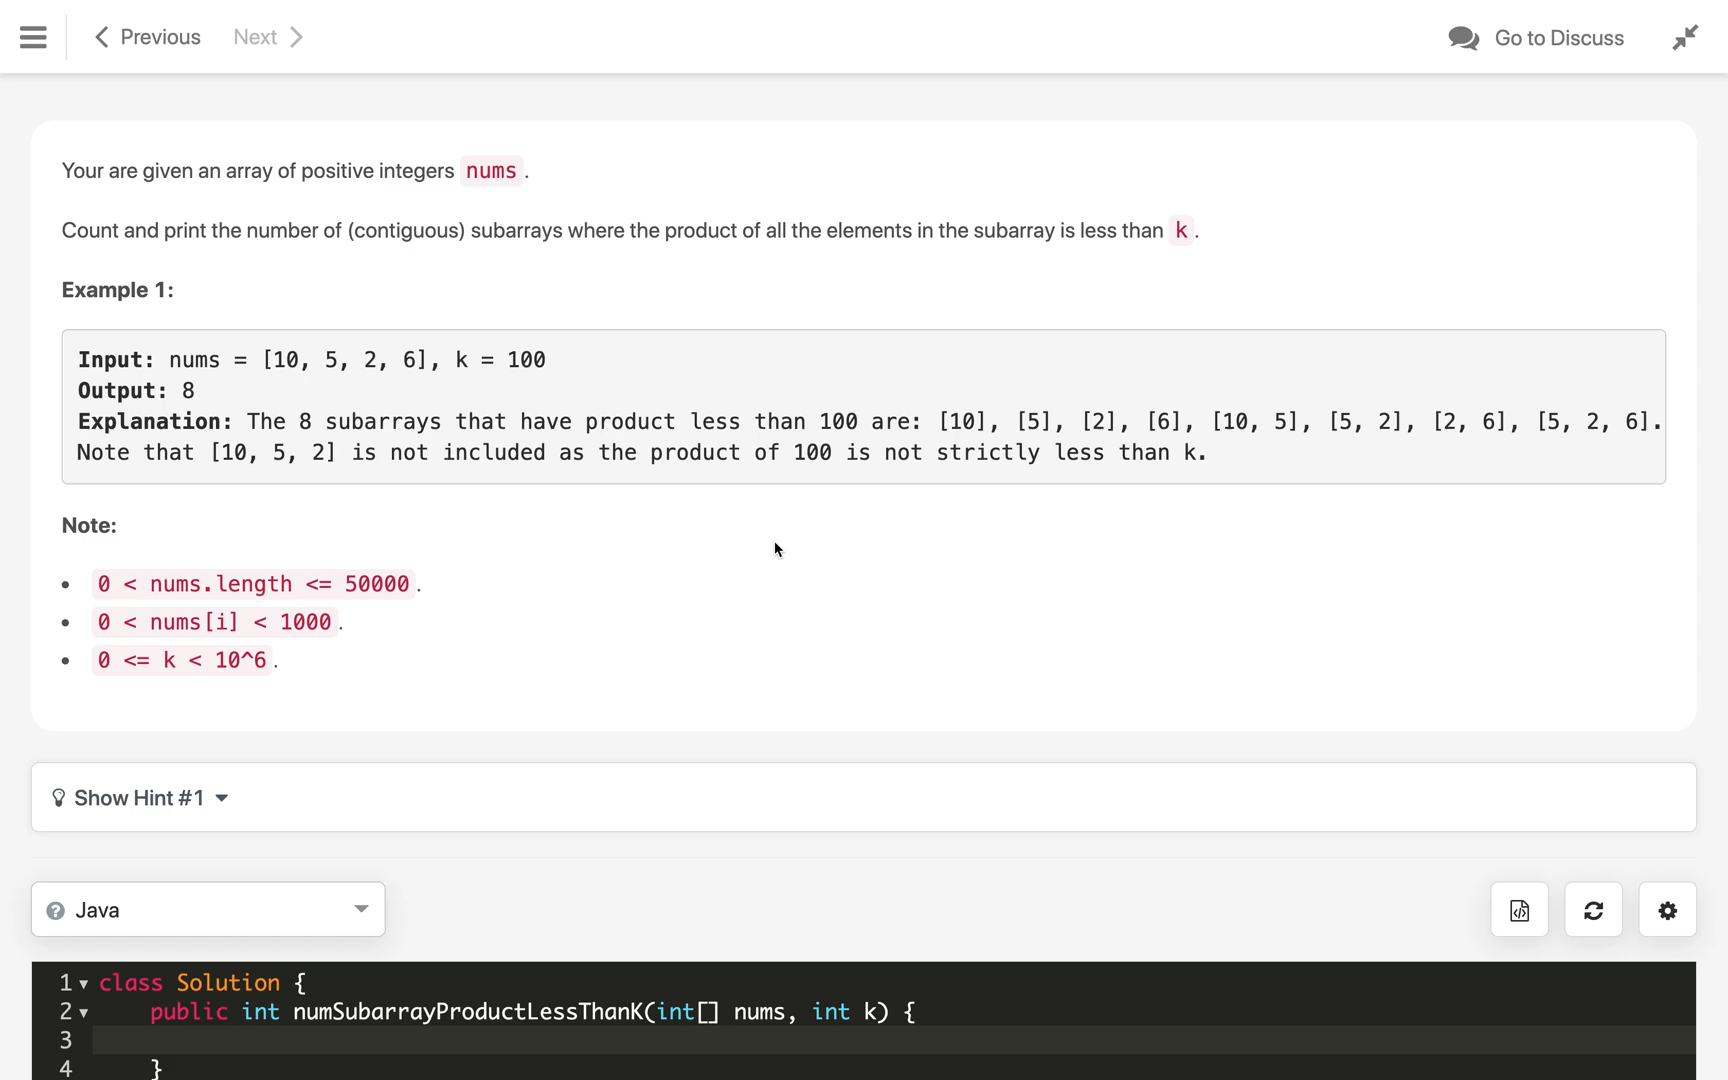 Previous Next Go to Discuss
Your are given an array of positive integers nums.
Count and print the number of (contiguous) subarrays where the product of all the elements in the subarray is less than k.
Example 1:
Input: nums = [10, 5, 2, 6], k = 100
Output: 8
Explanation: The 8 subarrays that have product less than 100 are: [10], [5], [2], [6], [10, 5], [5, 2], [2, 6], [5, 2, 6].
Note that [10, 5, 2] is not included as the product of 100 is not strictly less than k.
Note:
• 0 < nums.length <= 50000.
• 0 < nums[i] < 1000.
• 0 <= k < 10^6.
Show Hint #1
Java
1 class Solution {
2 public int numSubarrayProductLessThanK(int[] nums, int k) {
3
4 }